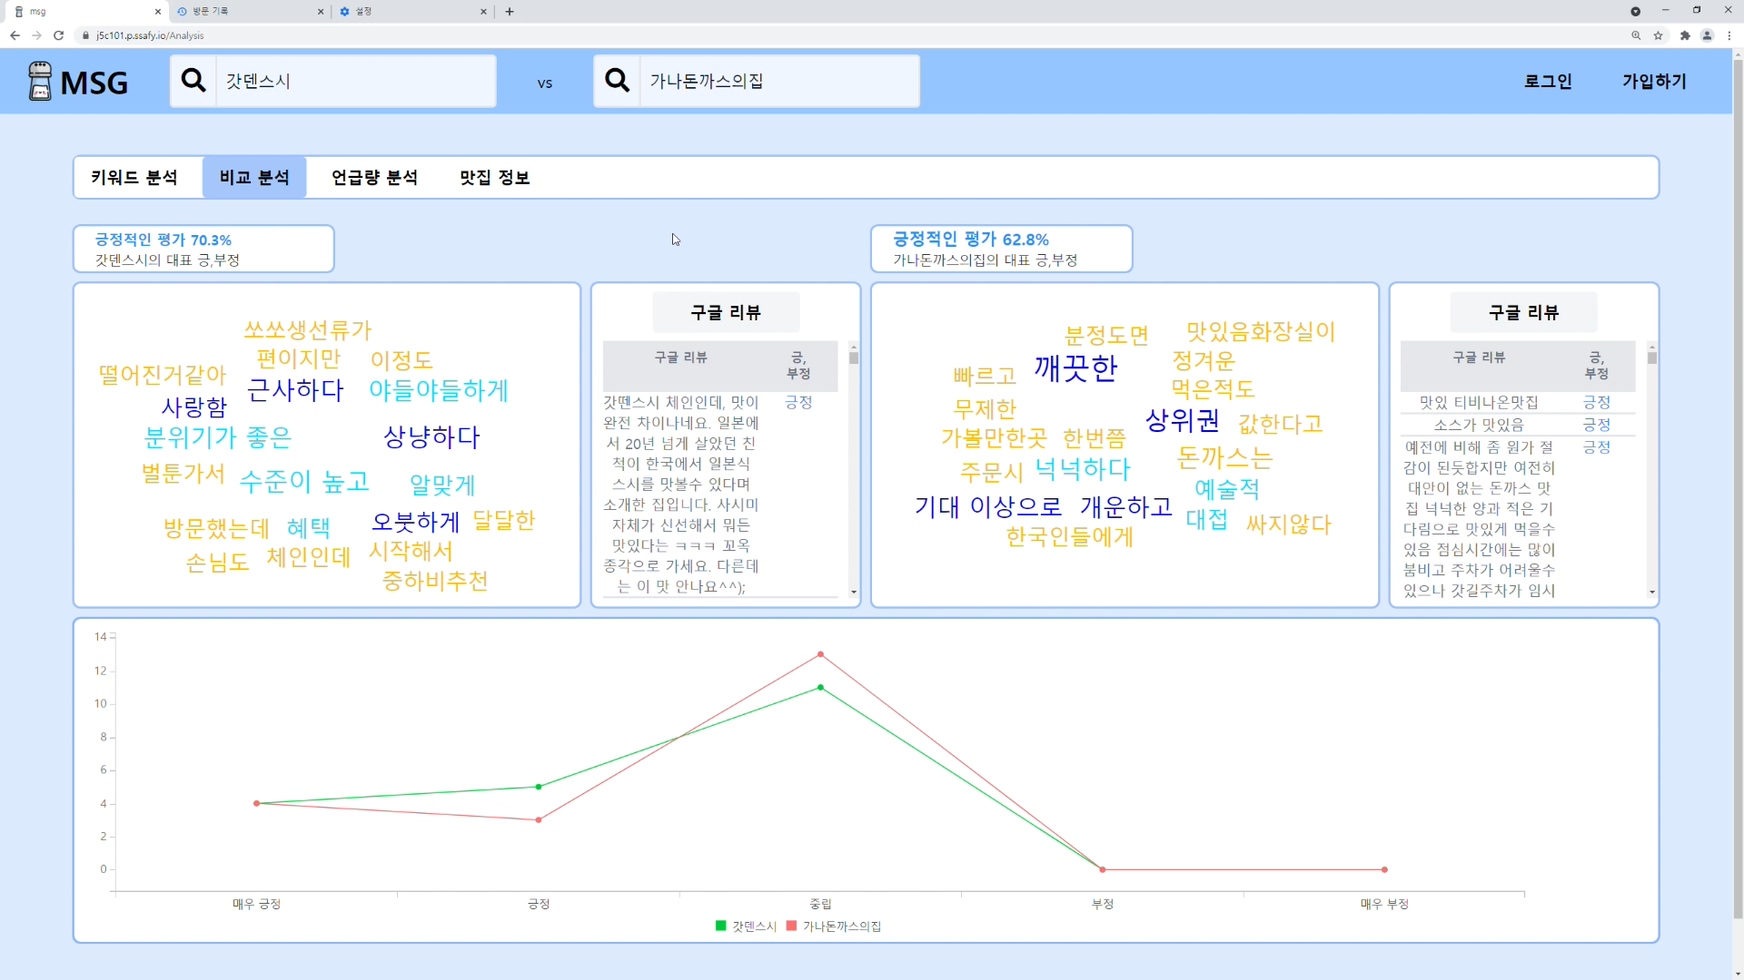 msg
방문 기록
설정
j5c101.p.ssafy.io/Analysis
MSG
갓덴스시
vs
가나돈까스의집
로그인
가입하기
키워드 분석
비교 분석
언급량 분석
맛집 정보
긍정적인 평가 70.3%
갓덴스시의 대표 긍,부정
쏘쏘생선류가
편이지만
이정도
떨어진거같아
근사하다
야들야들하게
사랑함
분위기가 좋은
상냥하다
벌툰가서
수준이 높고
알맞게
방문했는데
혜택
오붓하게
달달한
손님도
체인인데
시작해서
중하비추천
구글 리뷰
구글 리뷰
긍,
부정
갓덴스시 체인인데, 맛이
긍정
완전 차이나네요. 일본에
서 20년 넘게 살았던 친
척이 한국에서 일본식
스시를 맛볼수 있다며
소개한 집입니다. 사시미
자체가 신선해서 뭐든
맛있다는 ㅋㅋㅋ 꼬옥
종각으로 가세요. 다른데
는 이 맛 안나요^^);
긍정적인 평가 62.8%
가나돈까스의집의 대표 긍,부정
분정도면
맛있음화장실이
깨끗한
정겨운
빠르고
먹은적도
무제한
상위권
값한다고
가볼만한곳
한번쯤
돈까스는
주문시
넉넉하다
예술적
기대 이상으로
개운하고
대접
싸지않다
한국인들에게
구글 리뷰
구글 리뷰
긍,
부정
맛있 티비나온맛집
긍정
소스가 맛있음
긍정
예전에 비해 좀 원가 절
긍정
감이 된듯합지만 여전히
대안이 없는 돈까스 맛
집 넉넉한 양과 적은 기
다림으로 맛있게 먹을수
있음 점심시간에는 많이
붐비고 주차가 어려울수
있으나 갓길주차가 임시
14
12
10
8
6
4
2
0
매우 긍정
긍정
중립
부정
매우 부정
갓덴스시
가나돈까스의집